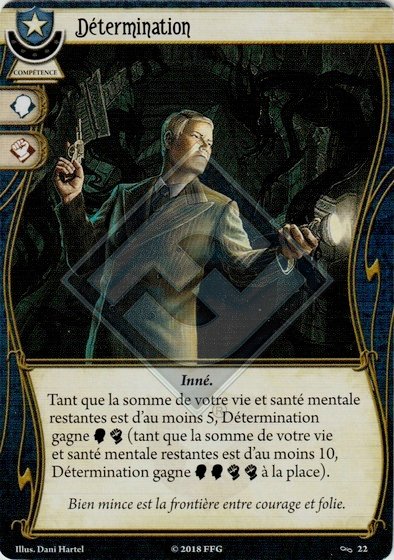 Détermination
COMPÉTENCE
Inné.
Tant que la somme de votre vie et santé mentale
restantes est d'au moins 5, Détermination
gagne (tant que la somme de votre vie
et santé mentale restantes est d'au moins 10,
Détermination gagne à la place).
Bien mince est la frontière entre courage et folie.
Illus. Dani Hartel © 2018 FFG 22